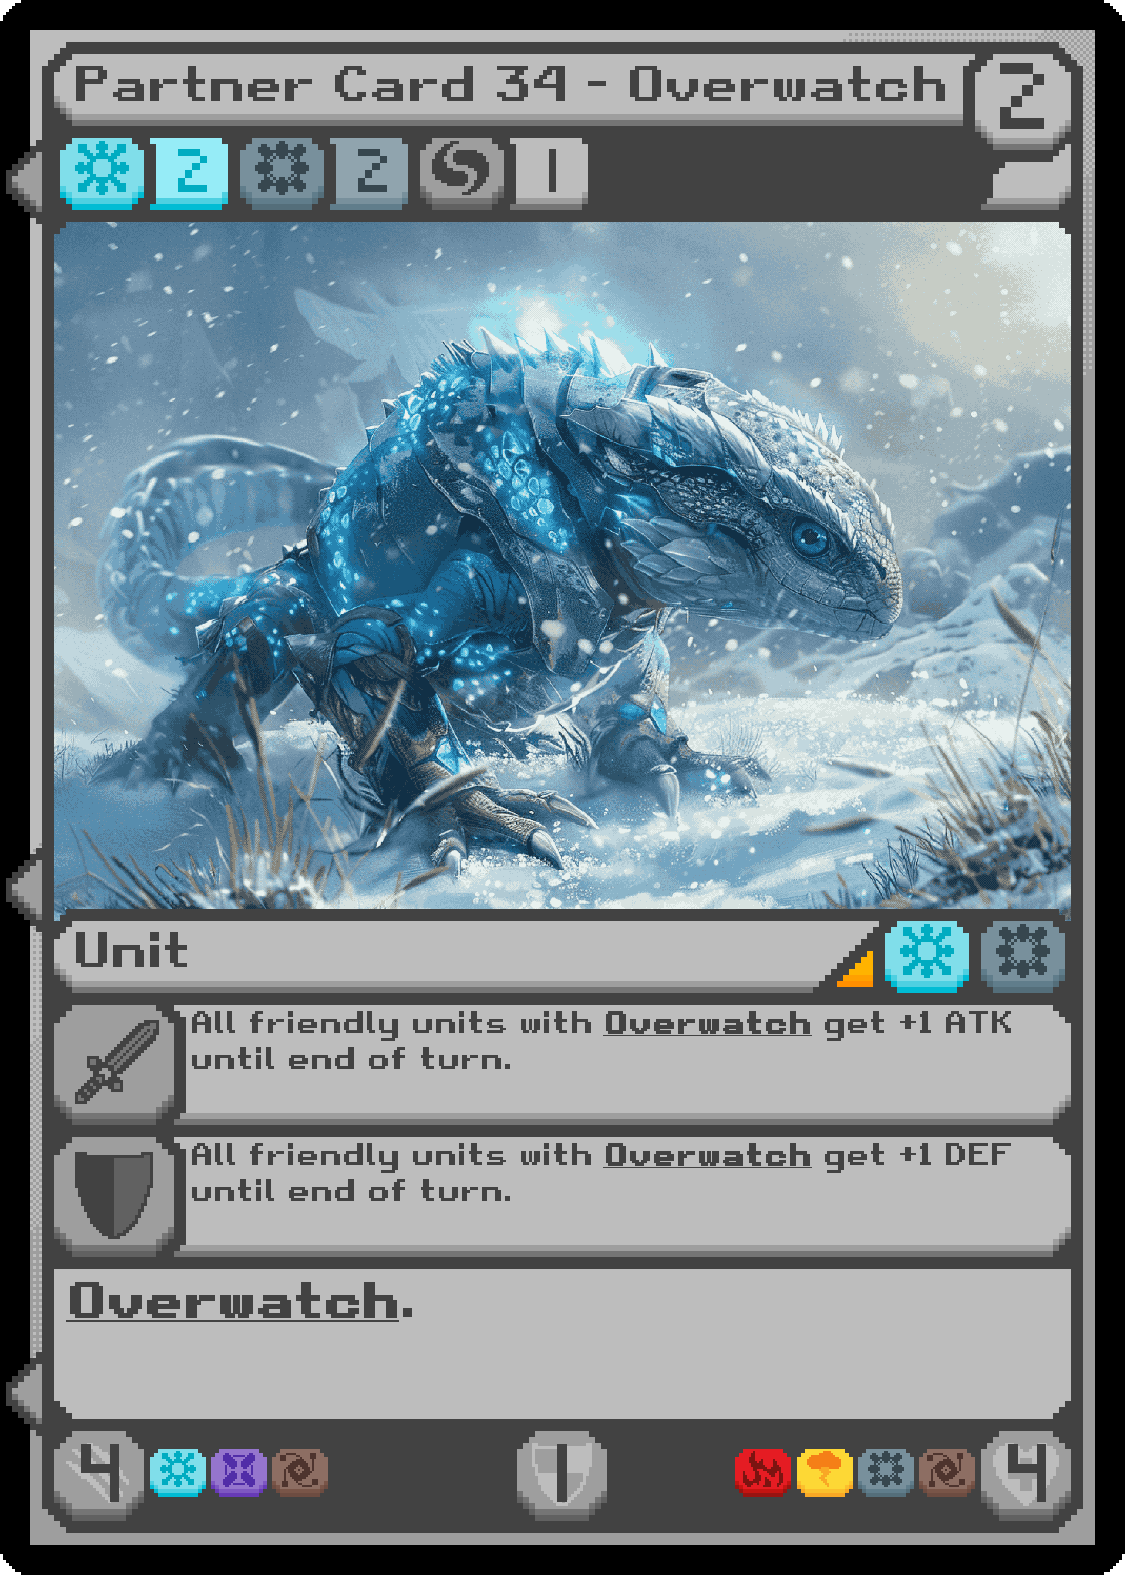 Partner Card 34 - Overwatch 2
2 2 1
Unit
All friendly units with Overwatch get +1 ATK
until end of turn.
All friendly units with Overwatch get +1 DEF
until end of turn.
Overwatch.
4 1 4